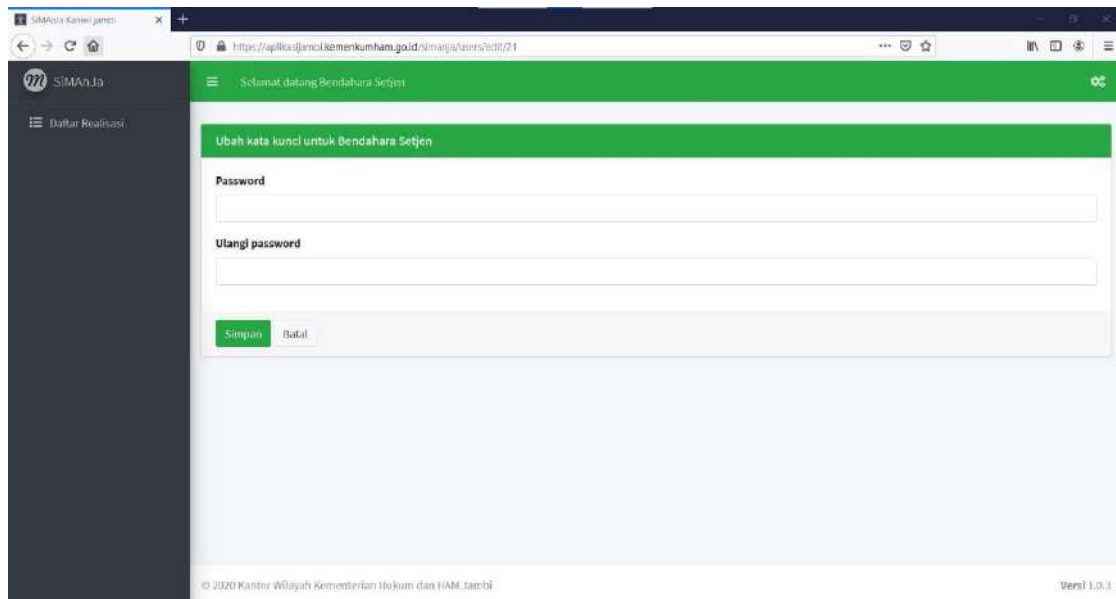 SiMAnJa Kanwil Jambi
https://aplikasijambi.kemenkumham.go.id/simanja/users/edit/21
SiMAnJa
Selamat datang Bendahara Setjen
Daftar Realisasi
Ubah kata kunci untuk Bendahara Setjen
Password
Ulangi password
Simpan Batal
© 2020 Kantor Wilayah Kementerian Hukum dan HAM Jambi
Versi 1.0.3